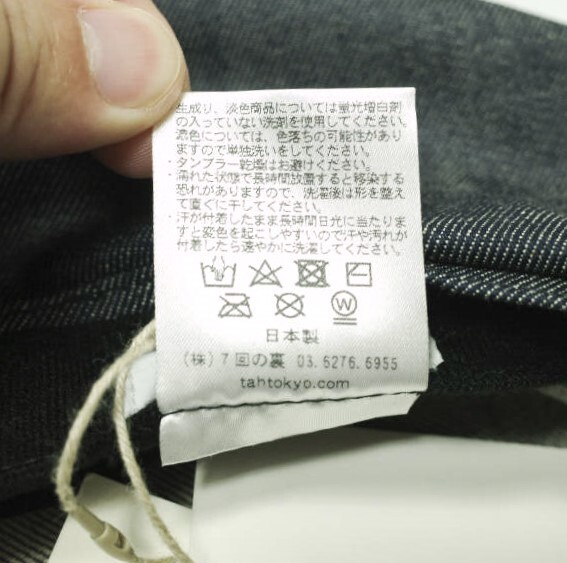 生成り、淡色商品については蛍光増白剤
の入っていない洗剤を使用してください。
濃色については、色落ちの可能性があり
ますので単独洗いをしてください。
・タンブラー乾燥はお避けください。
・濡れた状態で長時間放置すると移染する
恐れがありますので、洗濯後は形を整え
て直ぐに干してください。
・汗が付着したまま長時間日光に当たりま
すと変色を起こしやすいので汗や汚れが
付着したら速やかに洗濯してください。
W
日本製
(株)7回の裏 03.6276.6955
tahtokyo.com